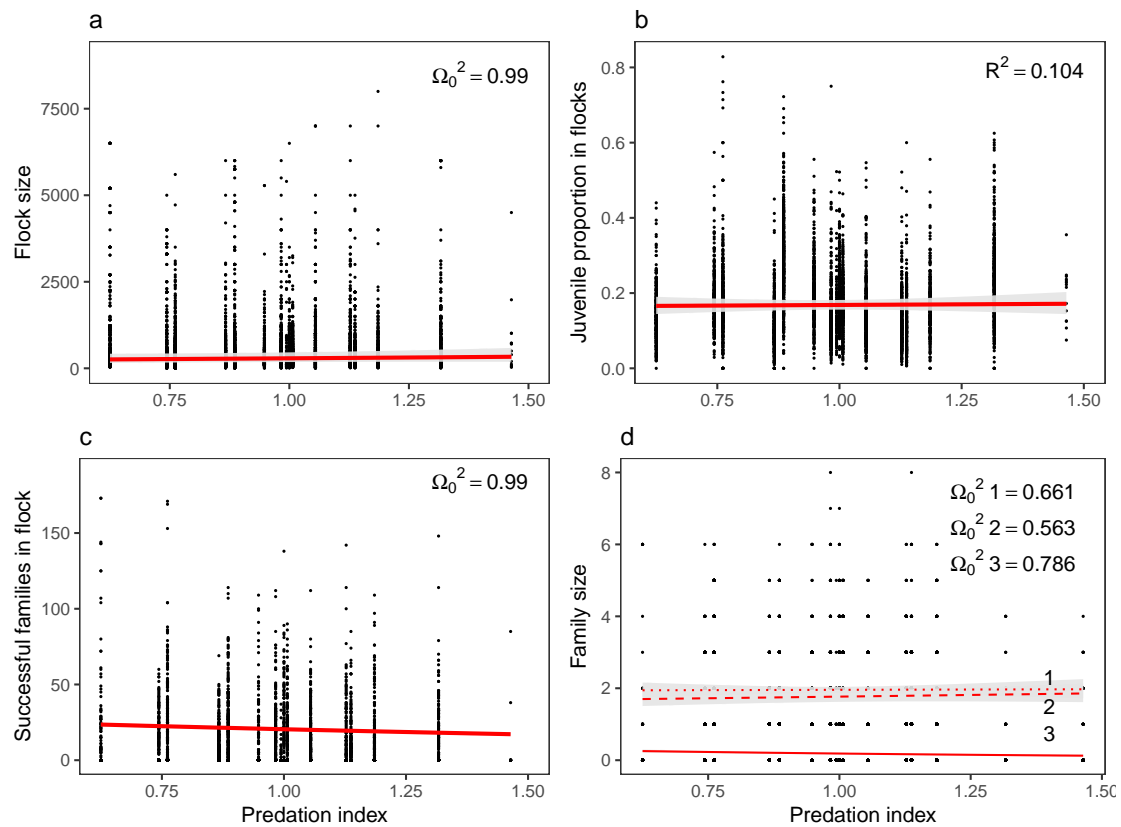 a
Ω₀² = 0.99
Flock size
7500
5000
2500
0
0.75 1.00 1.25 1.50
b
R² = 0.104
Juvenile proportion in flocks
0.8
0.6
0.4
0.2
0.0
0.75 1.00 1.25 1.50
c
Ω₀² = 0.99
Successful families in flock
150
100
50
0
0.75 1.00 1.25 1.50
Predation index
d
Ω₀² 1 = 0.661
Ω₀² 2 = 0.563
Ω₀² 3 = 0.786
Family size
8
6
4
2
0
1
2
3
0.75 1.00 1.25 1.50
Predation index